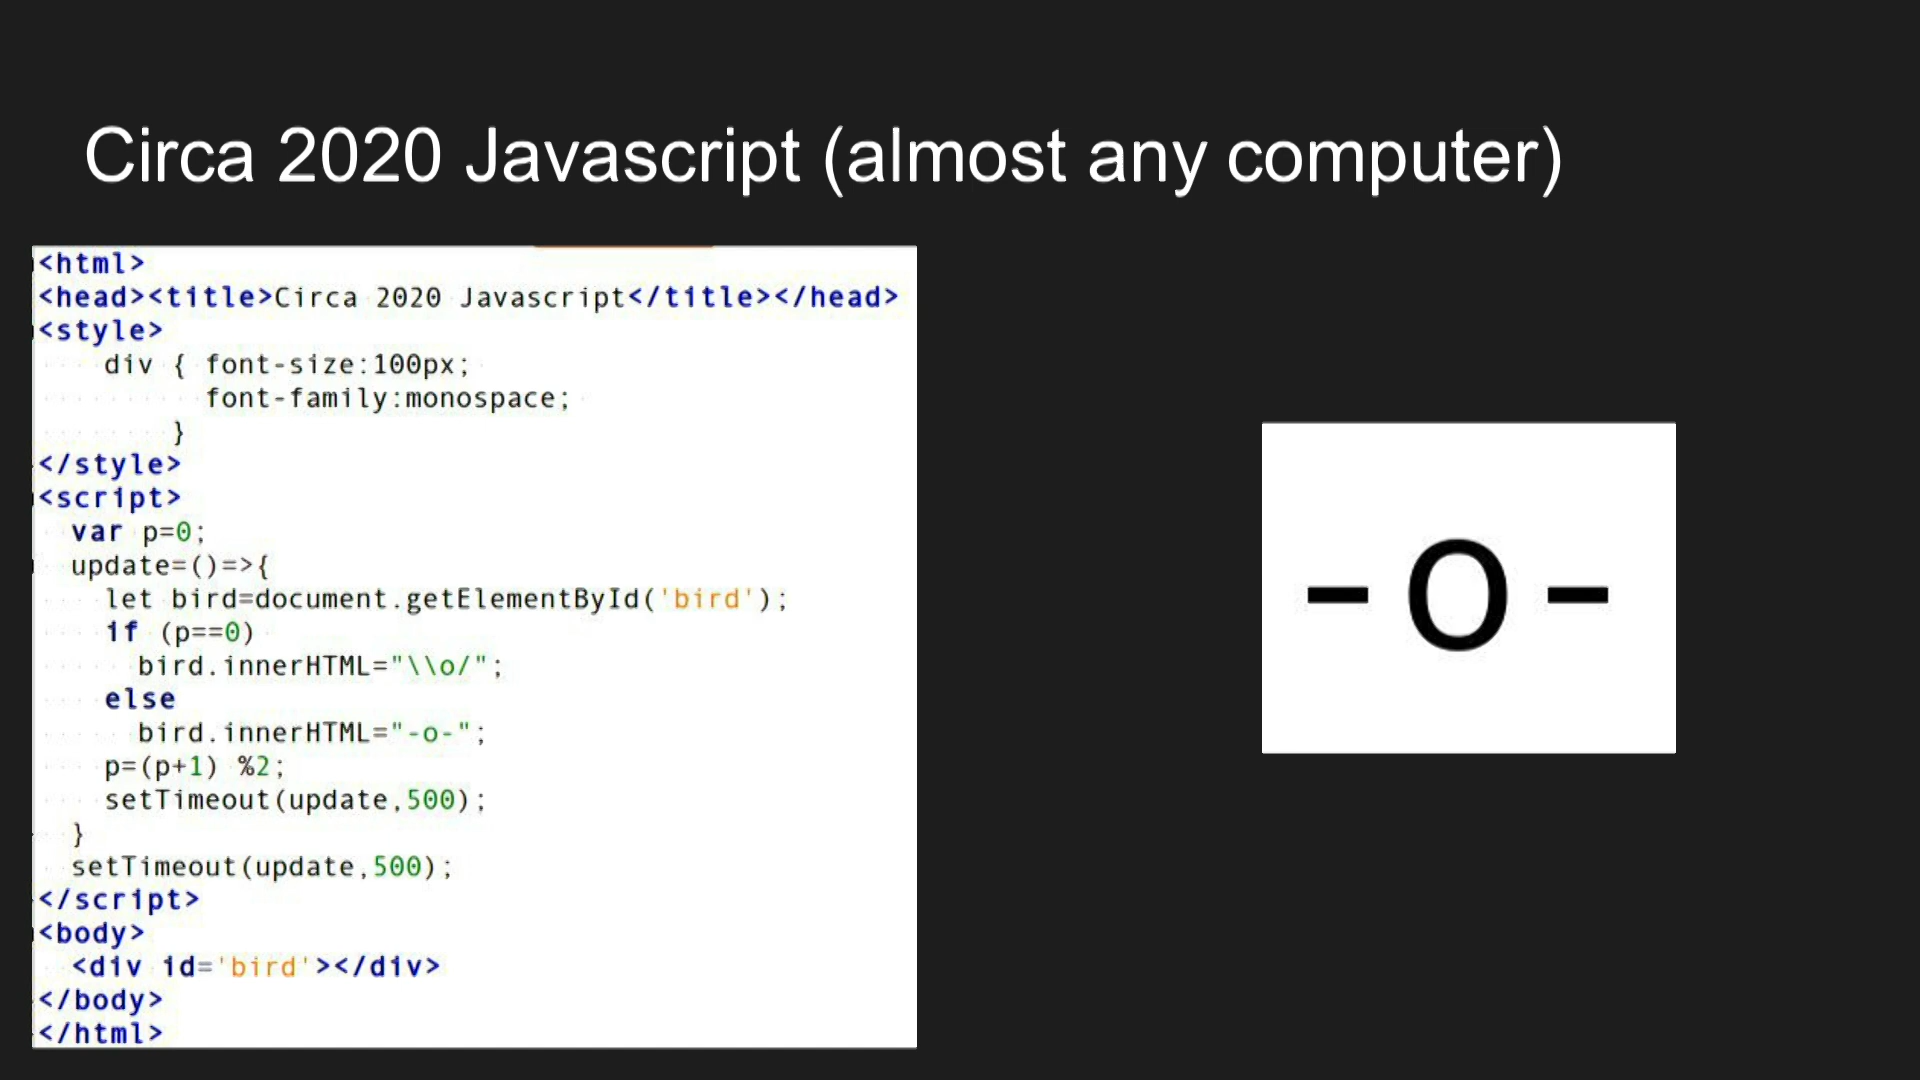 Circa 2020 Javascript (almost any computer)
<html>
<head><title>Circa 2020 Javascript</title></head>
<style>
    div { font-size:100px;
          font-family:monospace;
        }
</style>
<script>
  var p=0;
  update=()=>{
    let bird=document.getElementById('bird');
    if (p==0)
      bird.innerHTML="\\o/";
    else
      bird.innerHTML="-o-";
    p=(p+1) %2;
    setTimeout(update,500);
  }
  setTimeout(update,500);
</script>
<body>
  <div id='bird'></div>
</body>
</html>
-o-